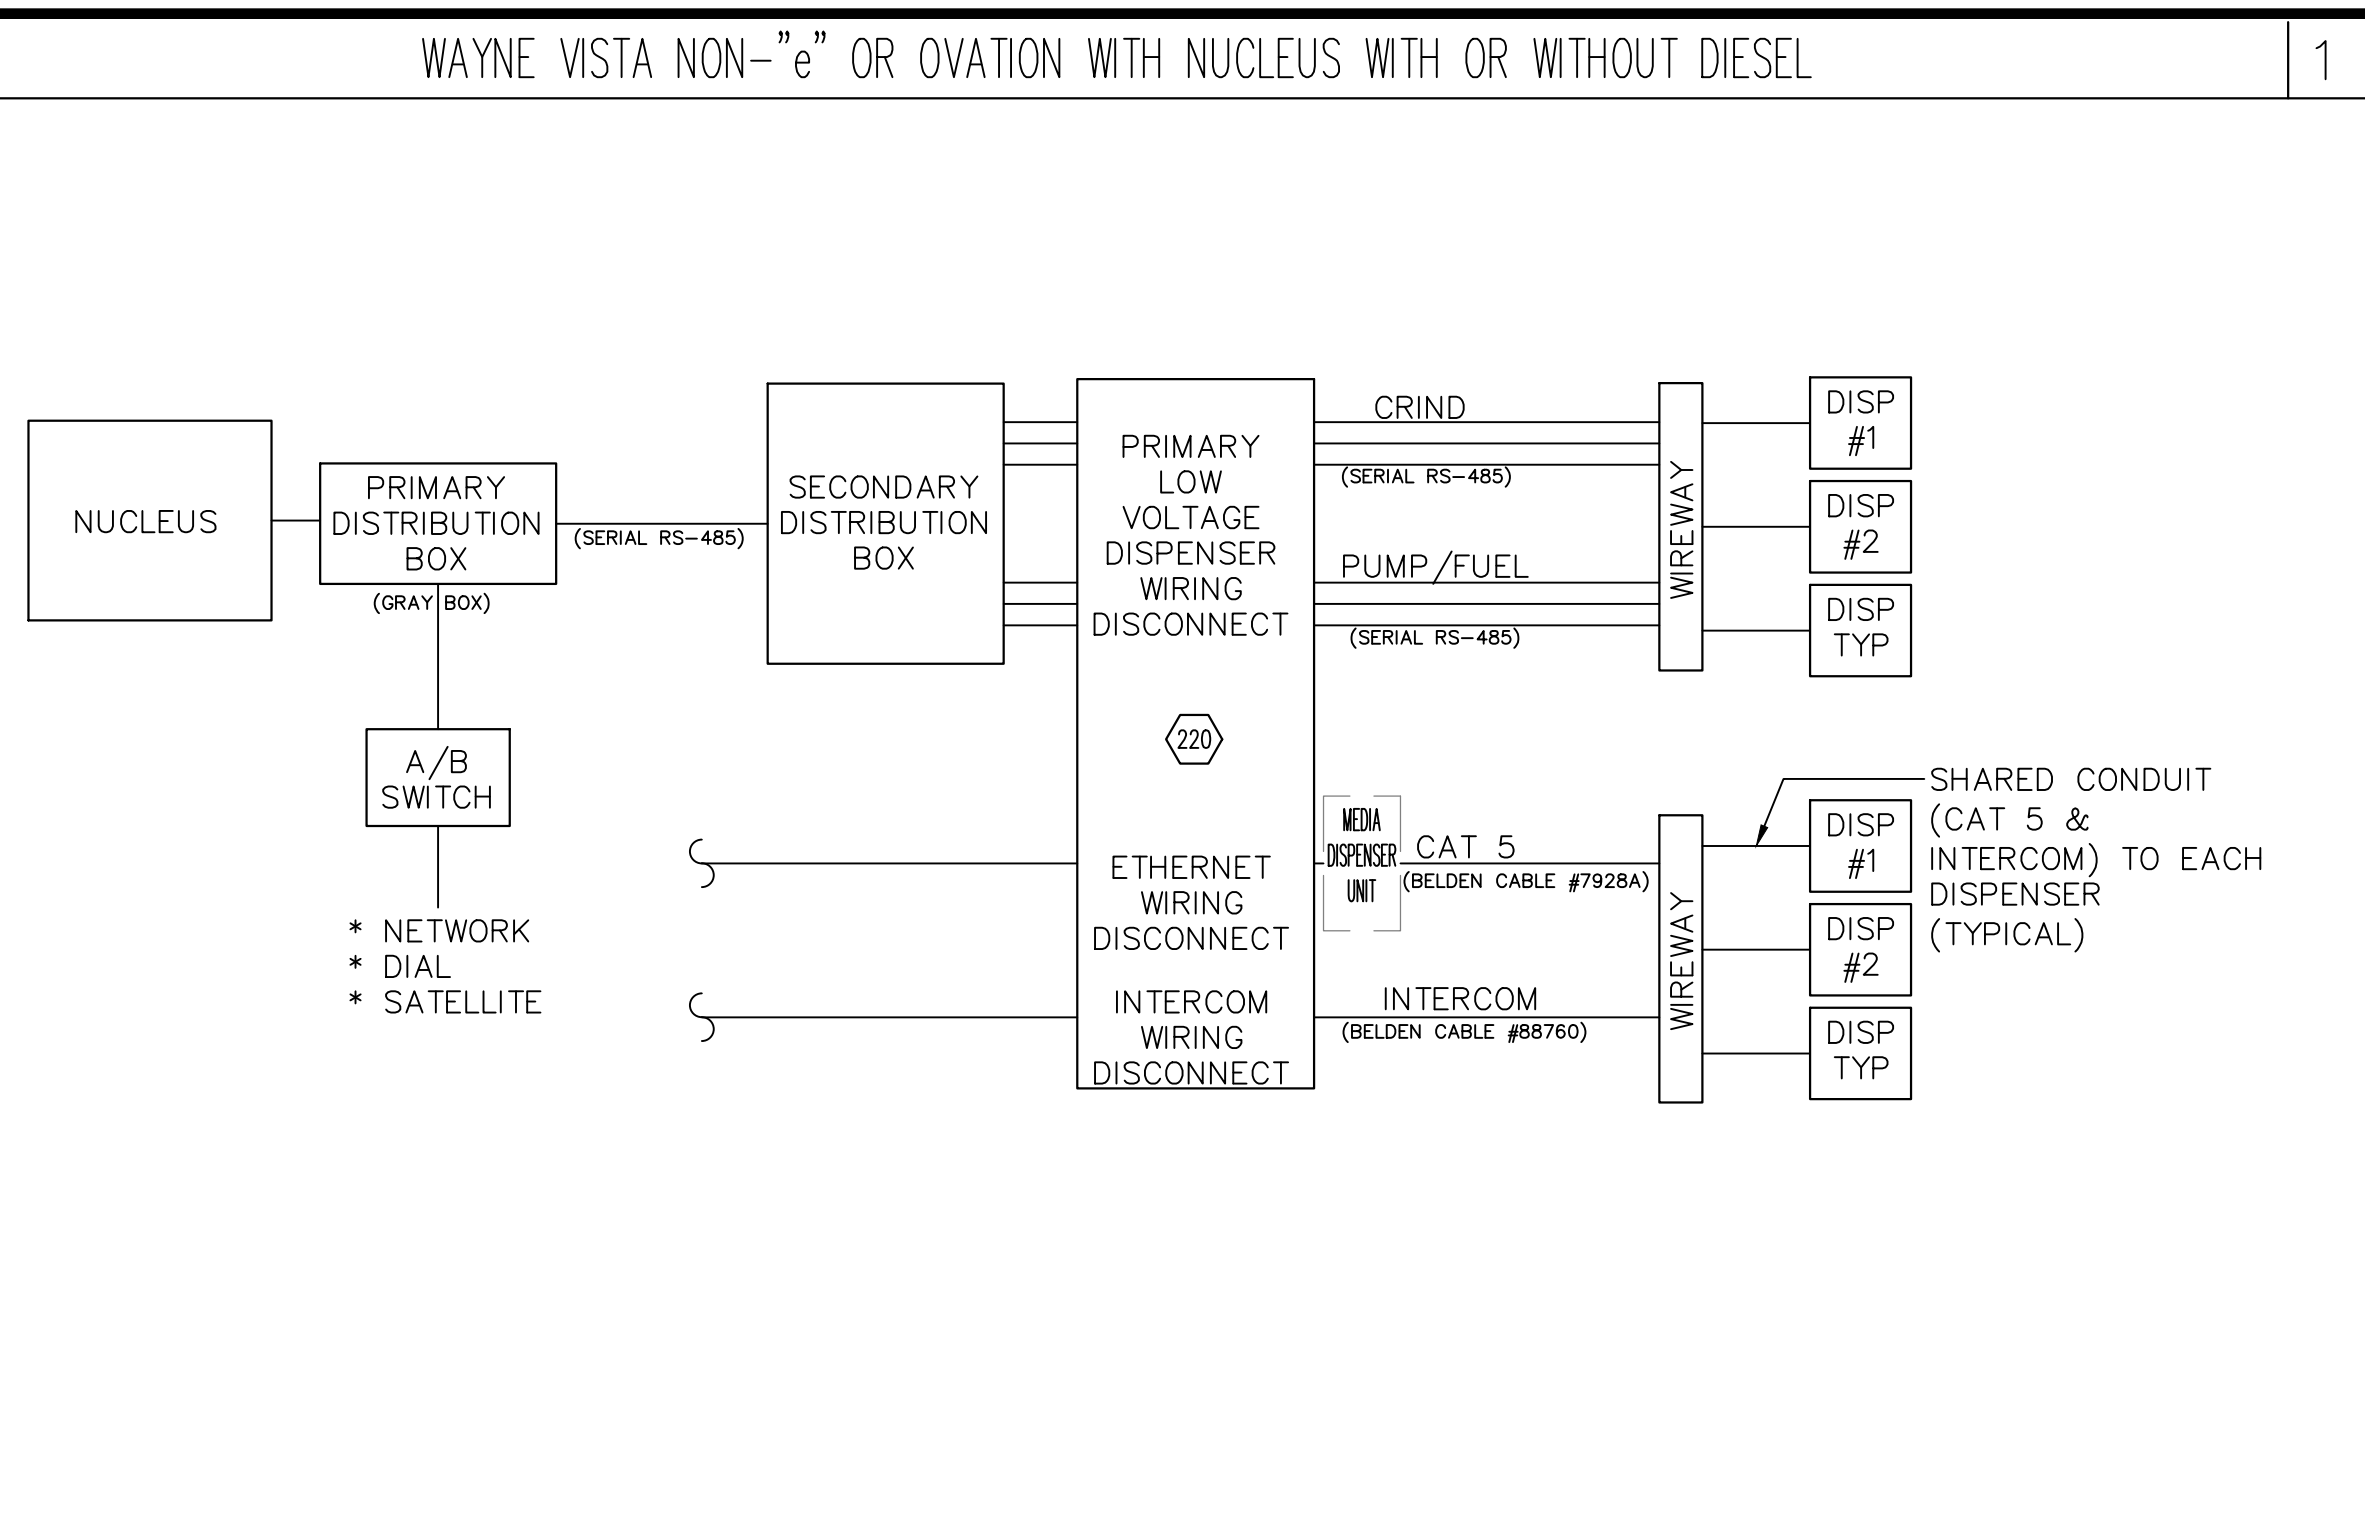 WAYNE VISTA NON-"e" OR OVATION WITH NUCLEUS WITH OR WITHOUT DIESEL
1
NUCLEUS
PRIMARY
DISTRIBUTION
BOX
(GRAY BOX)
(SERIAL RS-485)
A/B
SWITCH
* NETWORK
* DIAL
* SATELLITE
SECONDARY
DISTRIBUTION
BOX
PRIMARY
LOW
VOLTAGE
DISPENSER
WIRING
DISCONNECT
220
ETHERNET
WIRING
DISCONNECT
INTERCOM
WIRING
DISCONNECT
CRIND
(SERIAL RS-485)
PUMP/FUEL
(SERIAL RS-485)
MEDIA
DISPENSER
UNIT
CAT 5
(BELDEN CABLE #7928A)
INTERCOM
(BELDEN CABLE #88760)
WIREWAY
DISP
#1
DISP
#2
DISP
TYP
WIREWAY
DISP
#1
DISP
#2
DISP
TYP
SHARED CONDUIT
(CAT 5 &
INTERCOM) TO EACH
DISPENSER
(TYPICAL)